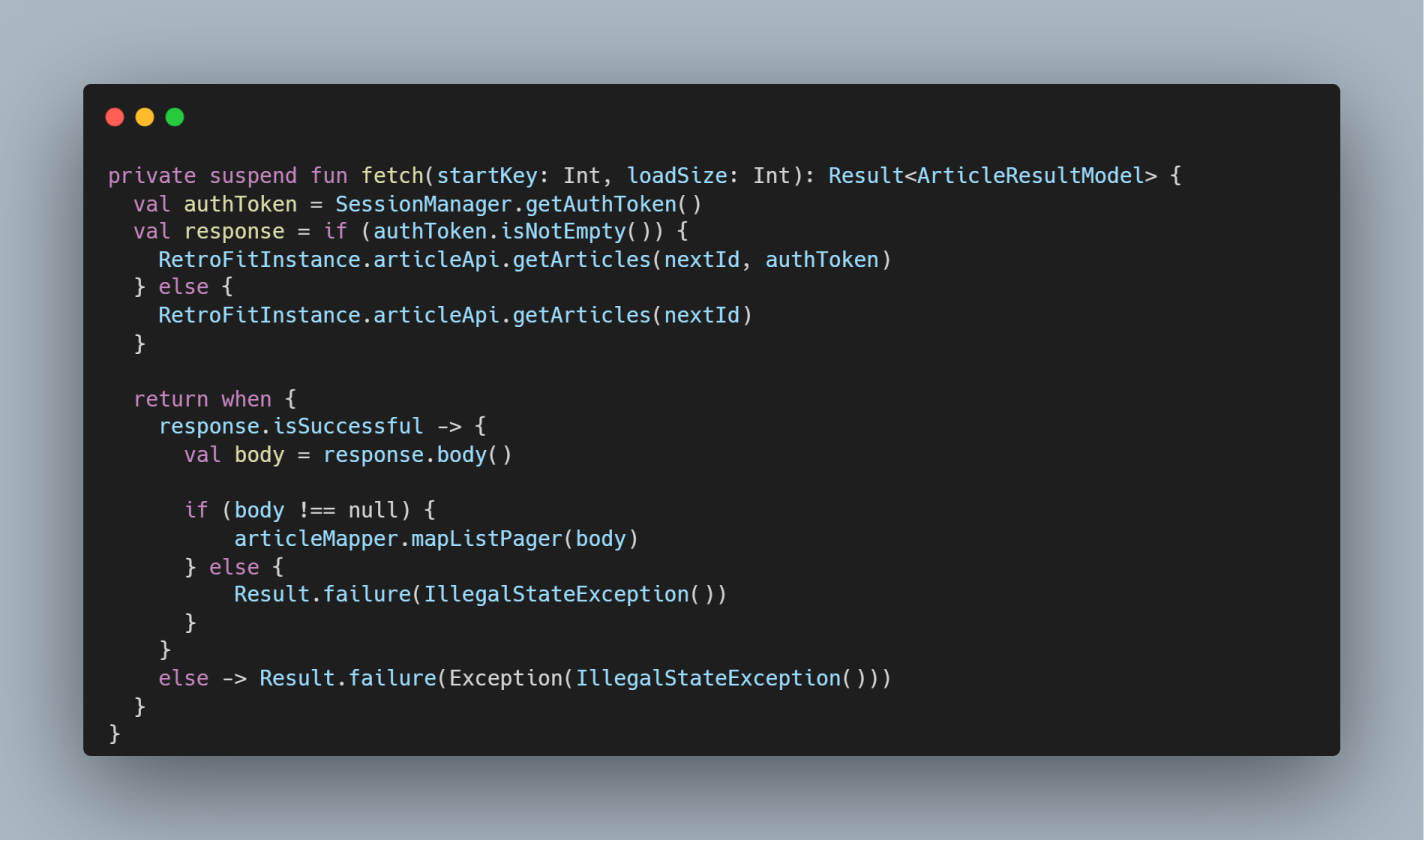 private suspend fun fetch(startKey: Int, loadSize: Int): Result<ArticleResultModel> {
  val authToken = SessionManager.getAuthToken()
  val response = if (authToken.isNotEmpty()) {
    RetroFitInstance.articleApi.getArticles(nextId, authToken)
  } else {
    RetroFitInstance.articleApi.getArticles(nextId)
  }

  return when {
    response.isSuccessful -> {
      val body = response.body()

      if (body !== null) {
          articleMapper.mapListPager(body)
      } else {
          Result.failure(IllegalStateException())
      }
    }
    else -> Result.failure(Exception(IllegalStateException()))
  }
}